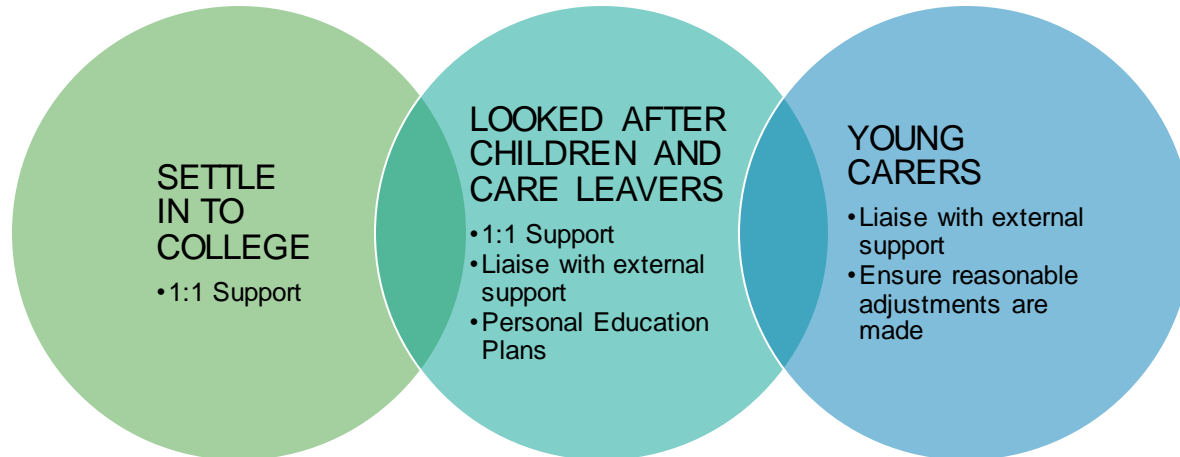 SETTLE
IN TO
COLLEGE
•1:1 Support
LOOKED AFTER
CHILDREN AND
CARE LEAVERS
•1:1 Support
•Liaise with external
support
•Personal Education
Plans
YOUNG
CARERS
•Liaise with external
support
•Ensure reasonable
adjustments are
made